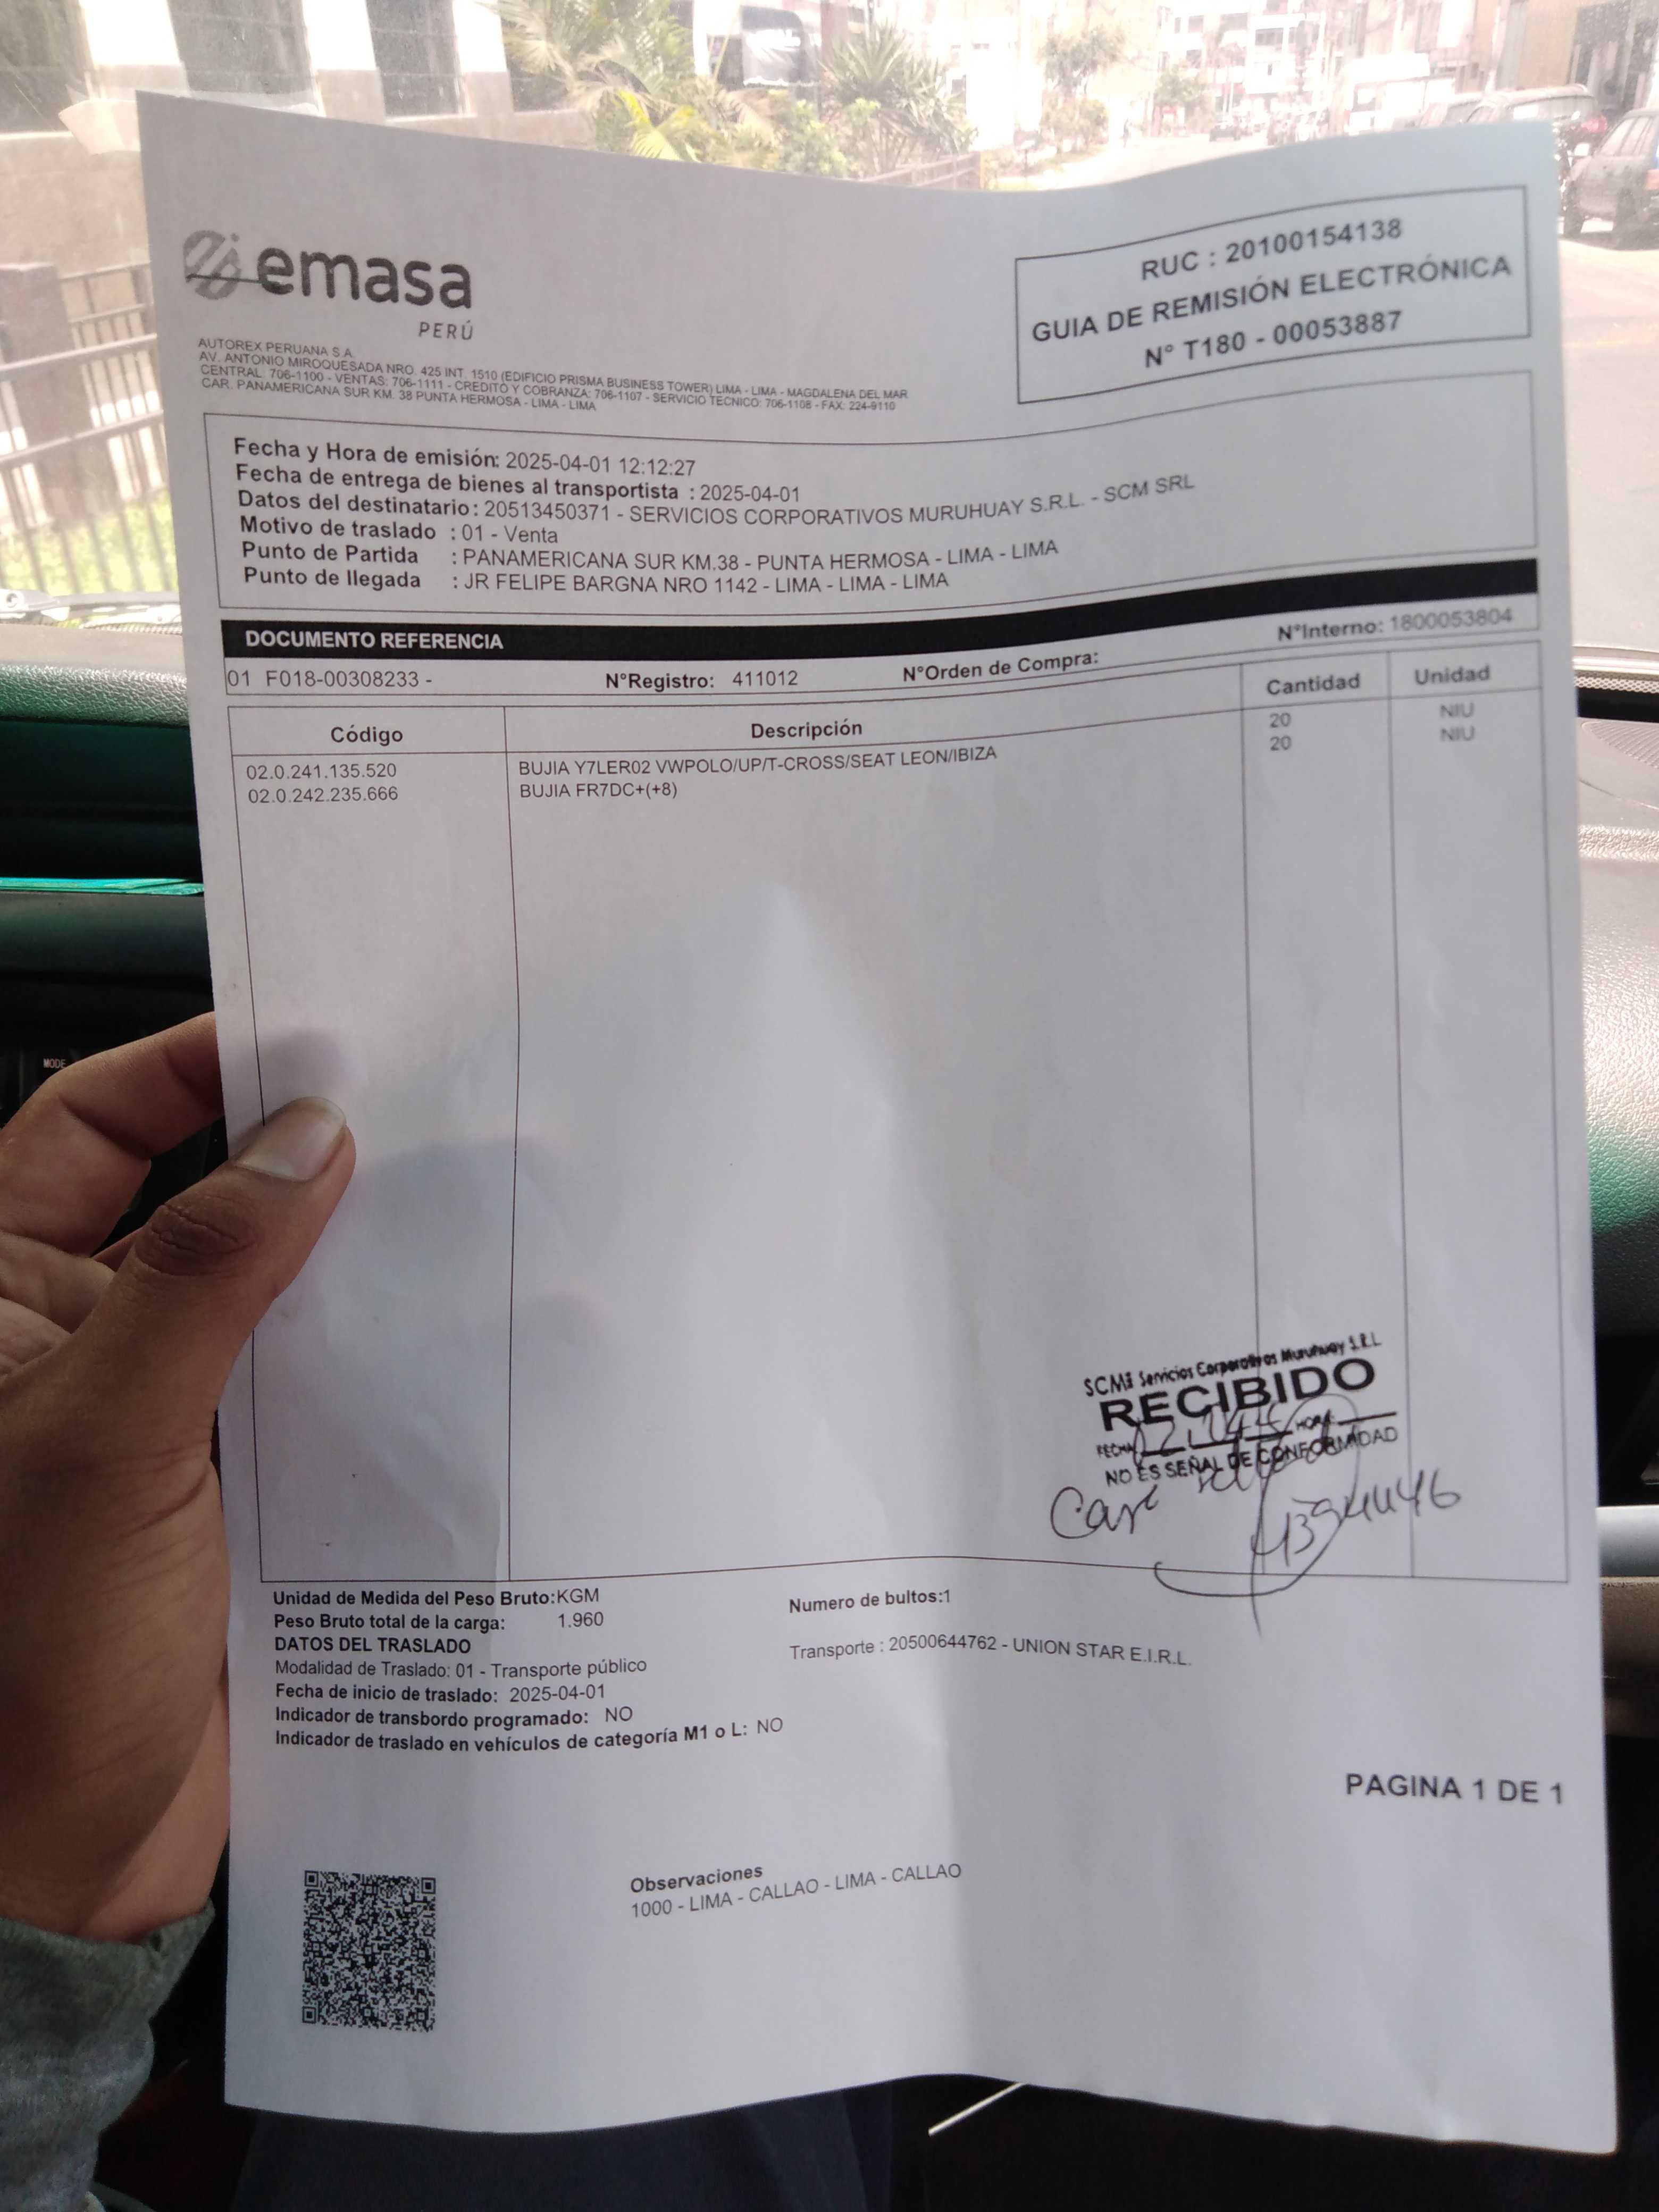 emasa
PERÚ
RUC : 20100154138
GUIA DE REMISIÓN ELECTRÓNICA
N° T180 - 00053887
AUTOREX PERUANA S A.
AV. ANTONIO MIROQUESADA NRO. 425 INT. 1510 (EDIFICIO PRISMA BUSINESS TOWER) LIMA - LIMA - MAGDALENA DEL MAR
CENTRAL: 706-1100 - VENTAS: 706-1111 - CREDITO Y COBRANZA: 706-1107 - SERVICIO TECNICO: 706-1108 - FAX: 224-9110
CAR. PANAMERICANA SUR KM. 38 PUNTA HERMOSA - LIMA - LIMA
Fecha y Hora de emisión: 2025-04-01 12:12:27
Fecha de entrega de bienes al transportista : 2025-04-01
Datos del destinatario : 20513450371 - SERVICIOS CORPORATIVOS MURUHUAY S.R.L. - SCM SRL
Motivo de traslado : 01 - Venta
Punto de Partida : PANAMERICANA SUR KM.38 - PUNTA HERMOSA - LIMA - LIMA
Punto de llegada : JR FELIPE BARGNA NRO 1142 - LIMA - LIMA - LIMA
DOCUMENTO REFERENCIA
N°Interno: 1800053804
01 F018-00308233 - N°Registro: 411012 N°Orden de Compra:
Código Descripción Cantidad Unidad
02.0.241.135.520 BUJIA Y7LER02 VWPOLO/UP/T-CROSS/SEAT LEON/IBIZA 20 NIU
02.0.242.235.666 BUJIA FR7DC+(+8) 20 NIU
Servicios Corporativos Muruhuay S.R.L
RECIBIDO
FECHA HORA:
NO ES SEÑAL DE CONFORMIDAD
Unidad de Medida del Peso Bruto:KGM
Peso Bruto total de la carga: 1.960
Numero de bultos:1
DATOS DEL TRASLADO
Modalidad de Traslado: 01 - Transporte público
Transporte : 20500644762 - UNION STAR E.I.R.L.
Fecha de inicio de traslado: 2025-04-01
Indicador de transbordo programado: NO
Indicador de traslado en vehículos de categoría M1 o L: NO
PAGINA 1 DE 1
Observaciones
1000 - LIMA - CALLAO - LIMA - CALLAO
MODE